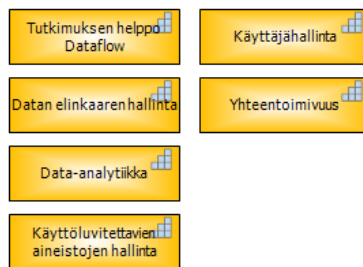 Tutkimuksen helppo
Dataflow
Käyttäjähallinta
Datan elinkaaren hallinta
Yhteentoimivuus
Data-analytiikka
Käyttöluvitettavien
aineistojen hallinta